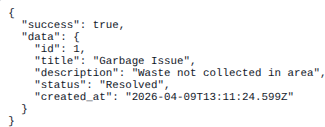 {
  "success": true,
  "data": {
    "id": 1,
    "title": "Garbage Issue",
    "description": "Waste not collected in area",
    "status": "Resolved",
    "created_at": "2026-04-09T13:11:24.599Z"
  }
}